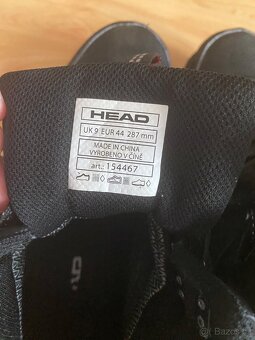 HEAD
UK 9 EUR 44 287 mm
MADE IN CHINA
VYROBENO V ČÍNĚ
art.: 154467